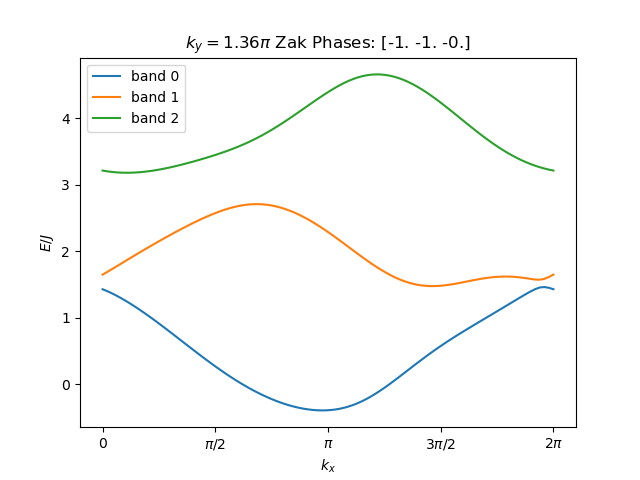 k_y = 1.36π Zak Phases: [-1. -1. -0.]
band 0
band 1
band 2
E/J
4
3
2
1
0
0 π/2 π 3π/2 2π
k_x